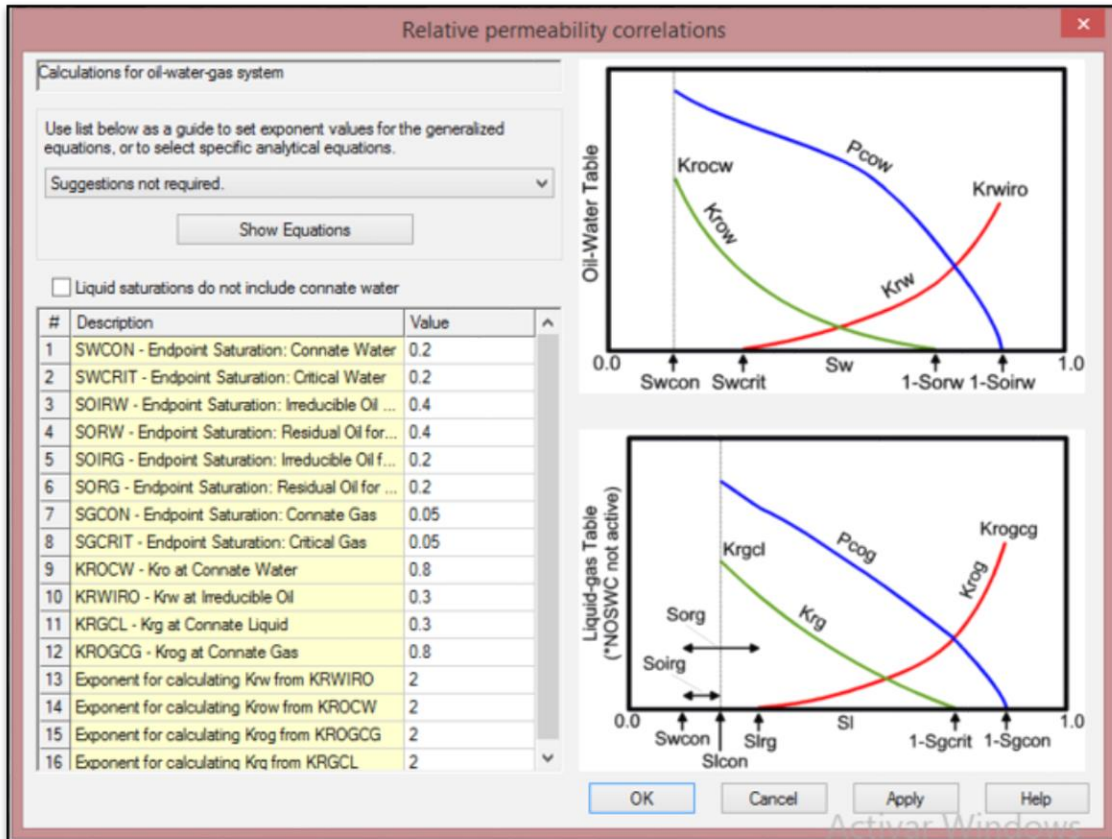 Relative permeability correlations
Calculations for oil-water-gas system
Use list below as a guide to set exponent values for the generalized
equations, or to select specific analytical equations.
Suggestions not required.
Show Equations
Liquid saturations do not include connate water
# Description Value
1 SWCON - Endpoint Saturation: Connate Water 0.2
2 SWCRIT - Endpoint Saturation: Critical Water 0.2
3 SOIRW - Endpoint Saturation: Irreducible Oil ... 0.4
4 SORW - Endpoint Saturation: Residual Oil for... 0.4
5 SOIRG - Endpoint Saturation: Irreducible Oil f... 0.2
6 SORG - Endpoint Saturation: Residual Oil for ... 0.2
7 SGCON - Endpoint Saturation: Connate Gas 0.05
8 SGCRIT - Endpoint Saturation: Critical Gas 0.05
9 KROCW - Kro at Connate Water 0.8
10 KRWIRO - Krw at Irreducible Oil 0.3
11 KRGCL - Krg at Connate Liquid 0.3
12 KROGCG - Krog at Connate Gas 0.8
13 Exponent for calculating Krw from KRWIRO 2
14 Exponent for calculating Krow from KROCW 2
15 Exponent for calculating Krog from KROGCG 2
16 Exponent for calculating Krg from KRGCL 2
Oil-Water Table
Krocw
Pcow
Krwiro
Krow
Krw
0.0 Sw 1.0
Swcon Swcrit 1-Sorw 1-Soirw
Liquid-gas Table
(*NOSWC not active)
Krogcg
Pcog
Krgcl
Krog
Krg
Sorg
Soirg
0.0 Sl 1.0
Swcon Slrg 1-Sgcrit 1-Sgcon
Slcon
OK Cancel Apply Help
Activar Windows